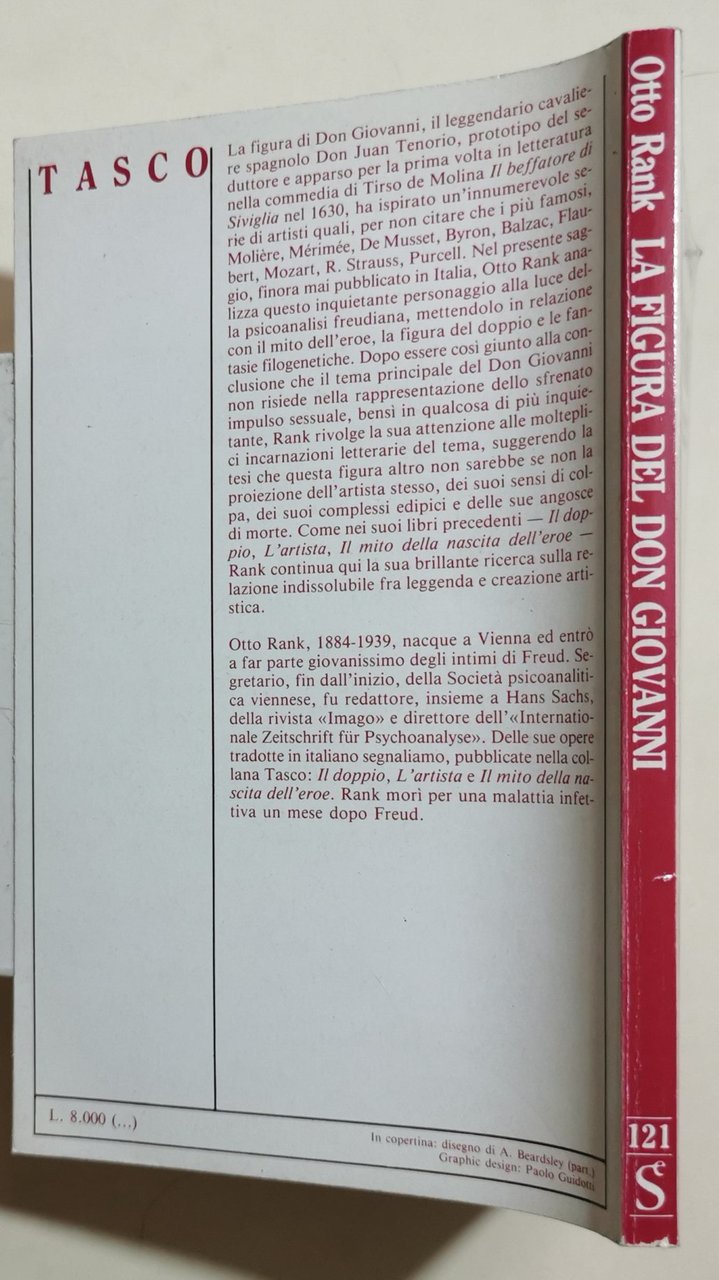 TASCO
La figura di Don Giovanni, il leggendario cavalie-
re spagnolo Don Juan Tenorio, prototipo del se-
duttore e apparso per la prima volta in letteratura
nella commedia di Tirso de Molina Il beffatore di
Siviglia nel 1630, ha ispirato un'innumerevole se-
rie di artisti quali, per non citare che i più famosi,
Molière, Mérimée, De Musset, Byron, Balzac, Flau-
bert, Mozart, R. Strauss, Purcell. Nel presente sag-
gio, finora mai pubblicato in Italia, Otto Rank ana-
lizza questo inquietante personaggio alla luce del-
la psicoanalisi freudiana, mettendolo in relazione
con il mito dell'eroe, la figura del doppio e le fan-
tasie filogenetiche. Dopo essere così giunto alla con-
clusione che il tema principale del Don Giovanni
non risiede nella rappresentazione dello sfrenato
impulso sessuale, bensì in qualcosa di più inquie-
tante, Rank rivolge la sua attenzione alle moltepli-
ci incarnazioni letterarie del tema, suggerendo la
tesi che questa figura altro non sarebbe se non la
proiezione dell'artista stesso, dei suoi sensi di col-
pa, dei suoi complessi edipici e delle sue angosce
di morte. Come nei suoi libri precedenti — Il dop-
pio, L'artista, Il mito della nascita dell'eroe —
Rank continua qui la sua brillante ricerca sulla re-
lazione indissolubile fra leggenda e creazione arti-
stica.
Otto Rank, 1884-1939, nacque a Vienna ed entrò
a far parte giovanissimo degli intimi di Freud. Se-
gretario, fin dall'inizio, della Società psicoanaliti-
ca viennese, fu redattore, insieme a Hans Sachs,
della rivista «Imago» e direttore dell'«Internatio-
nale Zeitschrift für Psychoanalyse». Delle sue opere
tradotte in italiano segnaliamo, pubblicate nella col-
lana Tasco: Il doppio, L'artista e Il mito della na-
scita dell'eroe. Rank morì per una malattia infet-
tiva un mese dopo Freud.
L. 8.000 (...)
In copertina: disegno di A. Beardsley (part.)
Graphic design: Paolo Guidotti
Otto Rank LA FIGURA DEL DON GIOVANNI
121
S